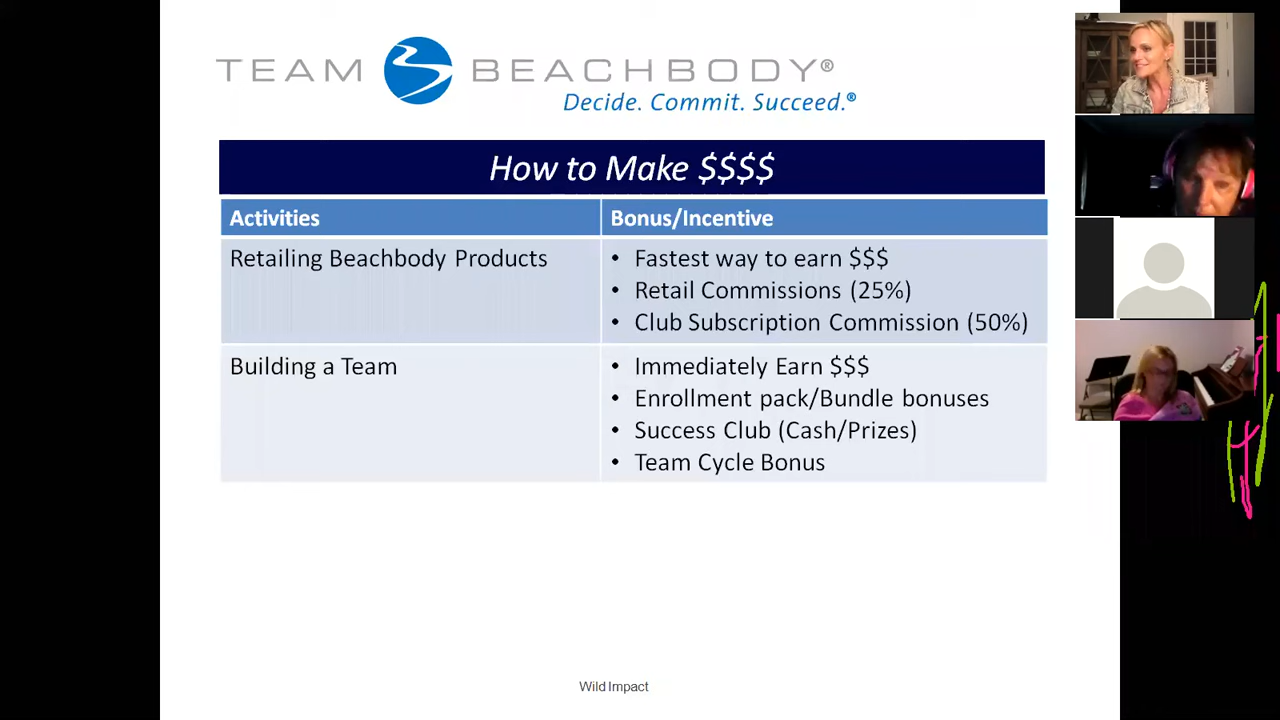 TEAM BEACHBODY®
Decide. Commit. Succeed.®
How to Make $$$$
Activities
Bonus/Incentive
Retailing Beachbody Products
• Fastest way to earn $$$
• Retail Commissions (25%)
• Club Subscription Commission (50%)
Building a Team
• Immediately Earn $$$
• Enrollment pack/Bundle bonuses
• Success Club (Cash/Prizes)
• Team Cycle Bonus
Wild Impact